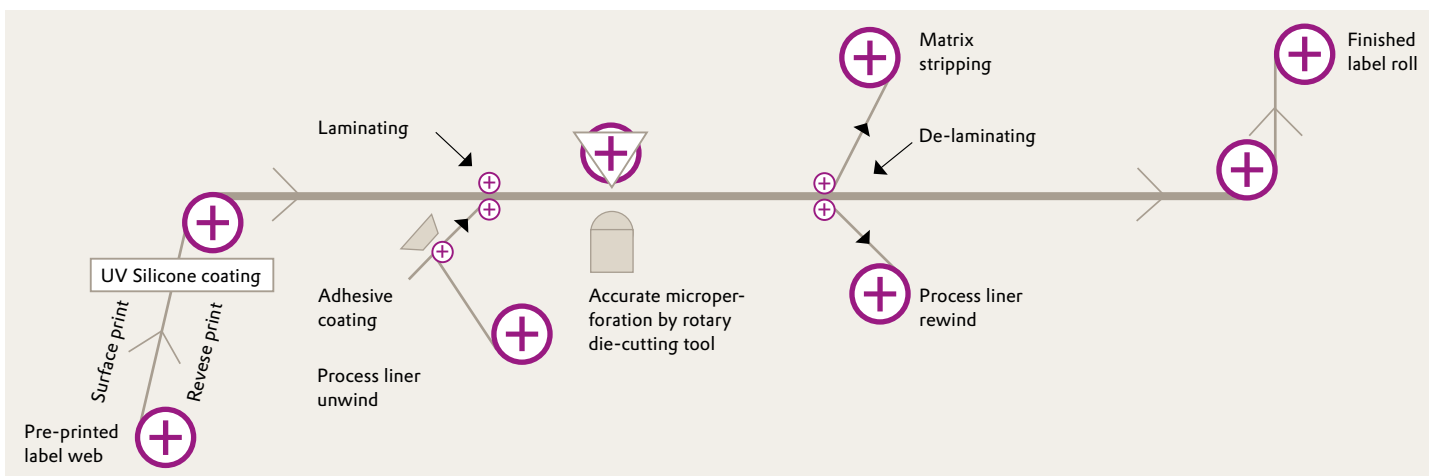 Matrix
stripping
Finished
label roll
Laminating
De-laminating
UV Silicone coating
Surface print
Revese print
Adhesive
coating
Accurate microper-
foration by rotary
die-cutting tool
Process liner
rewind
Process liner
unwind
Pre-printed
label web